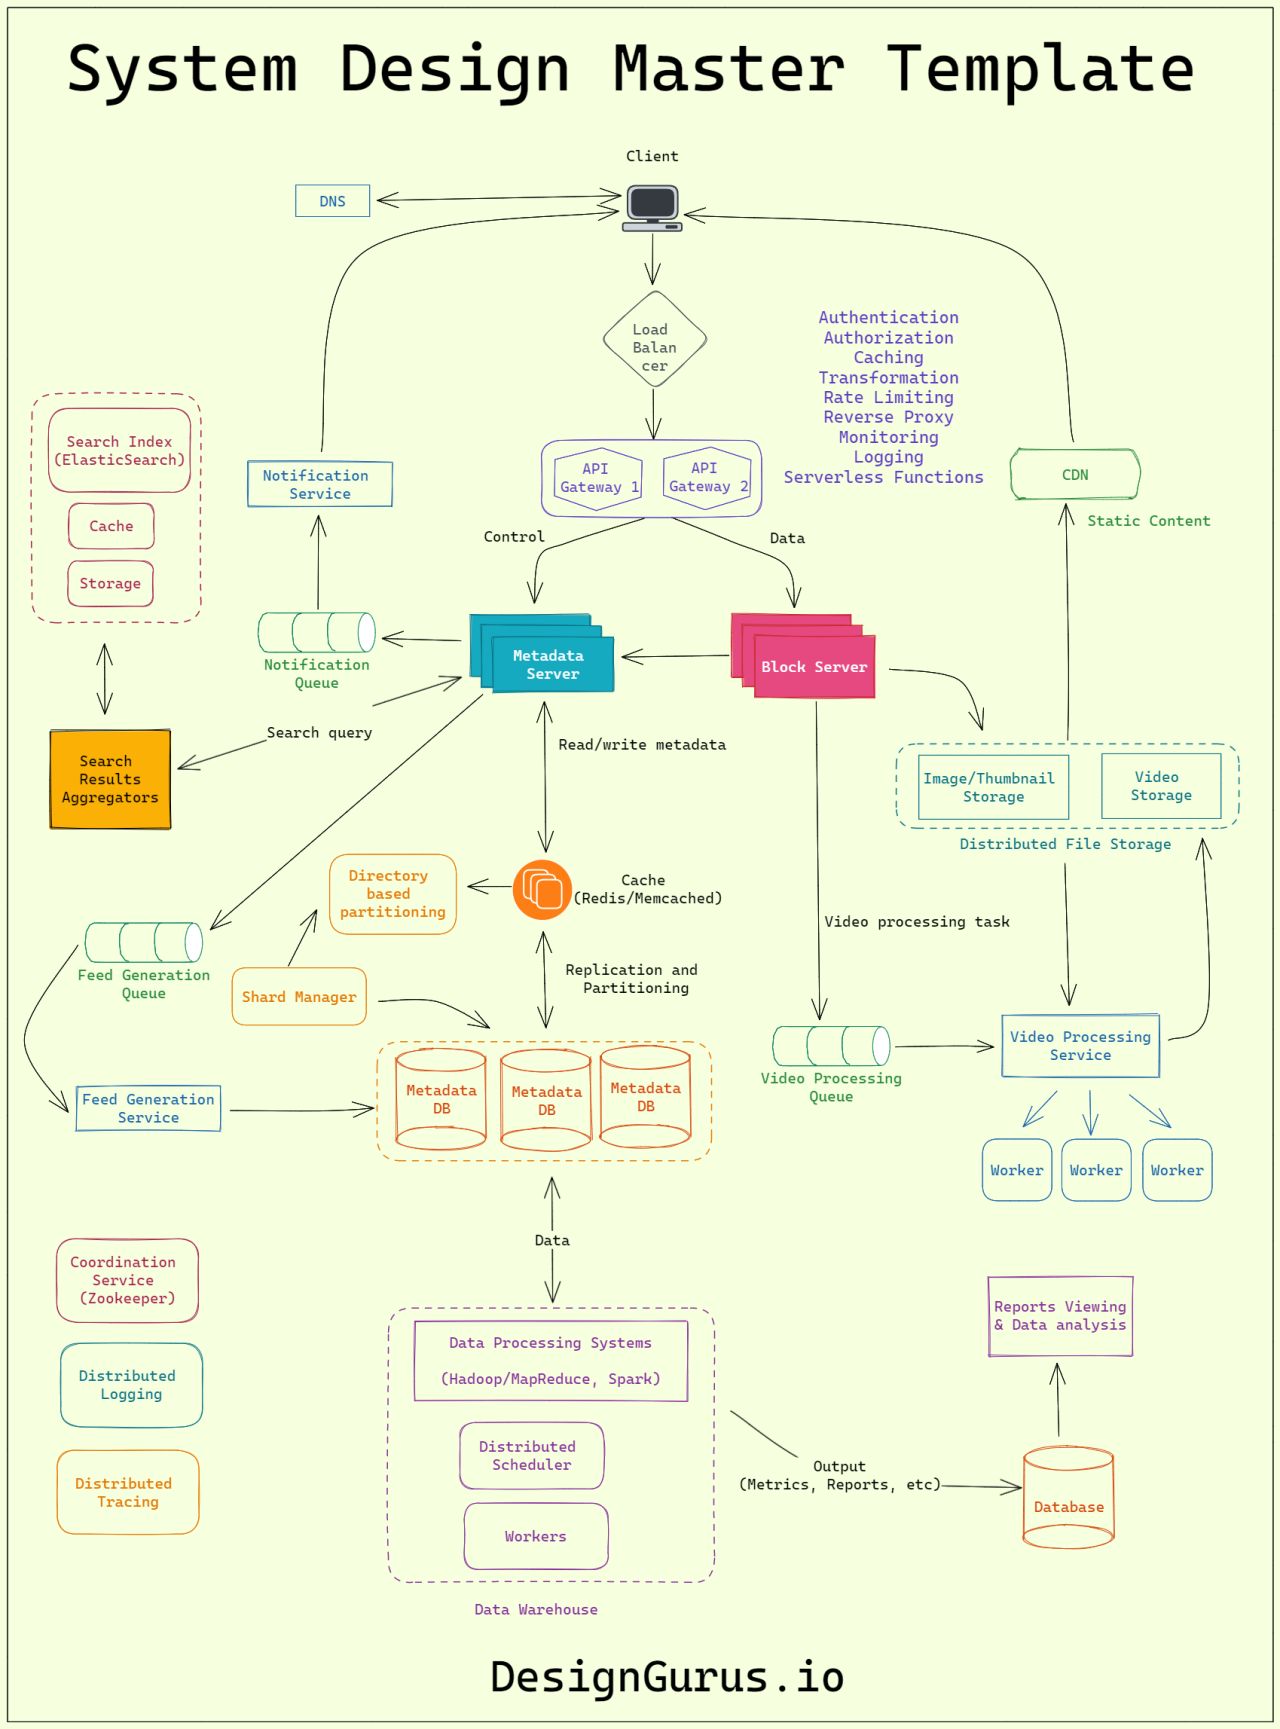 System Design Master Template
Client
DNS
Load
Balan
cer
Authentication
Authorization
Caching
Transformation
Rate Limiting
Reverse Proxy
Monitoring
Logging
Serverless Functions
Search Index
(ElasticSearch)
Cache
Storage
Notification
Service
API
Gateway 1
API
Gateway 2
CDN
Static Content
Control
Data
Notification
Queue
Metadata
Server
Block Server
Search query
Read/write metadata
Search
Results
Aggregators
Image/Thumbnail
Storage
Video
Storage
Distributed File Storage
Directory
based
partitioning
Cache
(Redis/Memcached)
Video processing task
Feed Generation
Queue
Shard Manager
Replication and
Partitioning
Video Processing
Queue
Video Processing
Service
Feed Generation
Service
Metadata
DB
Metadata
DB
Metadata
DB
Worker
Worker
Worker
Data
Coordination
Service
(Zookeeper)
Distributed
Logging
Distributed
Tracing
Data Processing Systems
(Hadoop/MapReduce, Spark)
Distributed
Scheduler
Workers
Data Warehouse
Output
(Metrics, Reports, etc)
Reports Viewing
& Data analysis
Database
DesignGurus.io